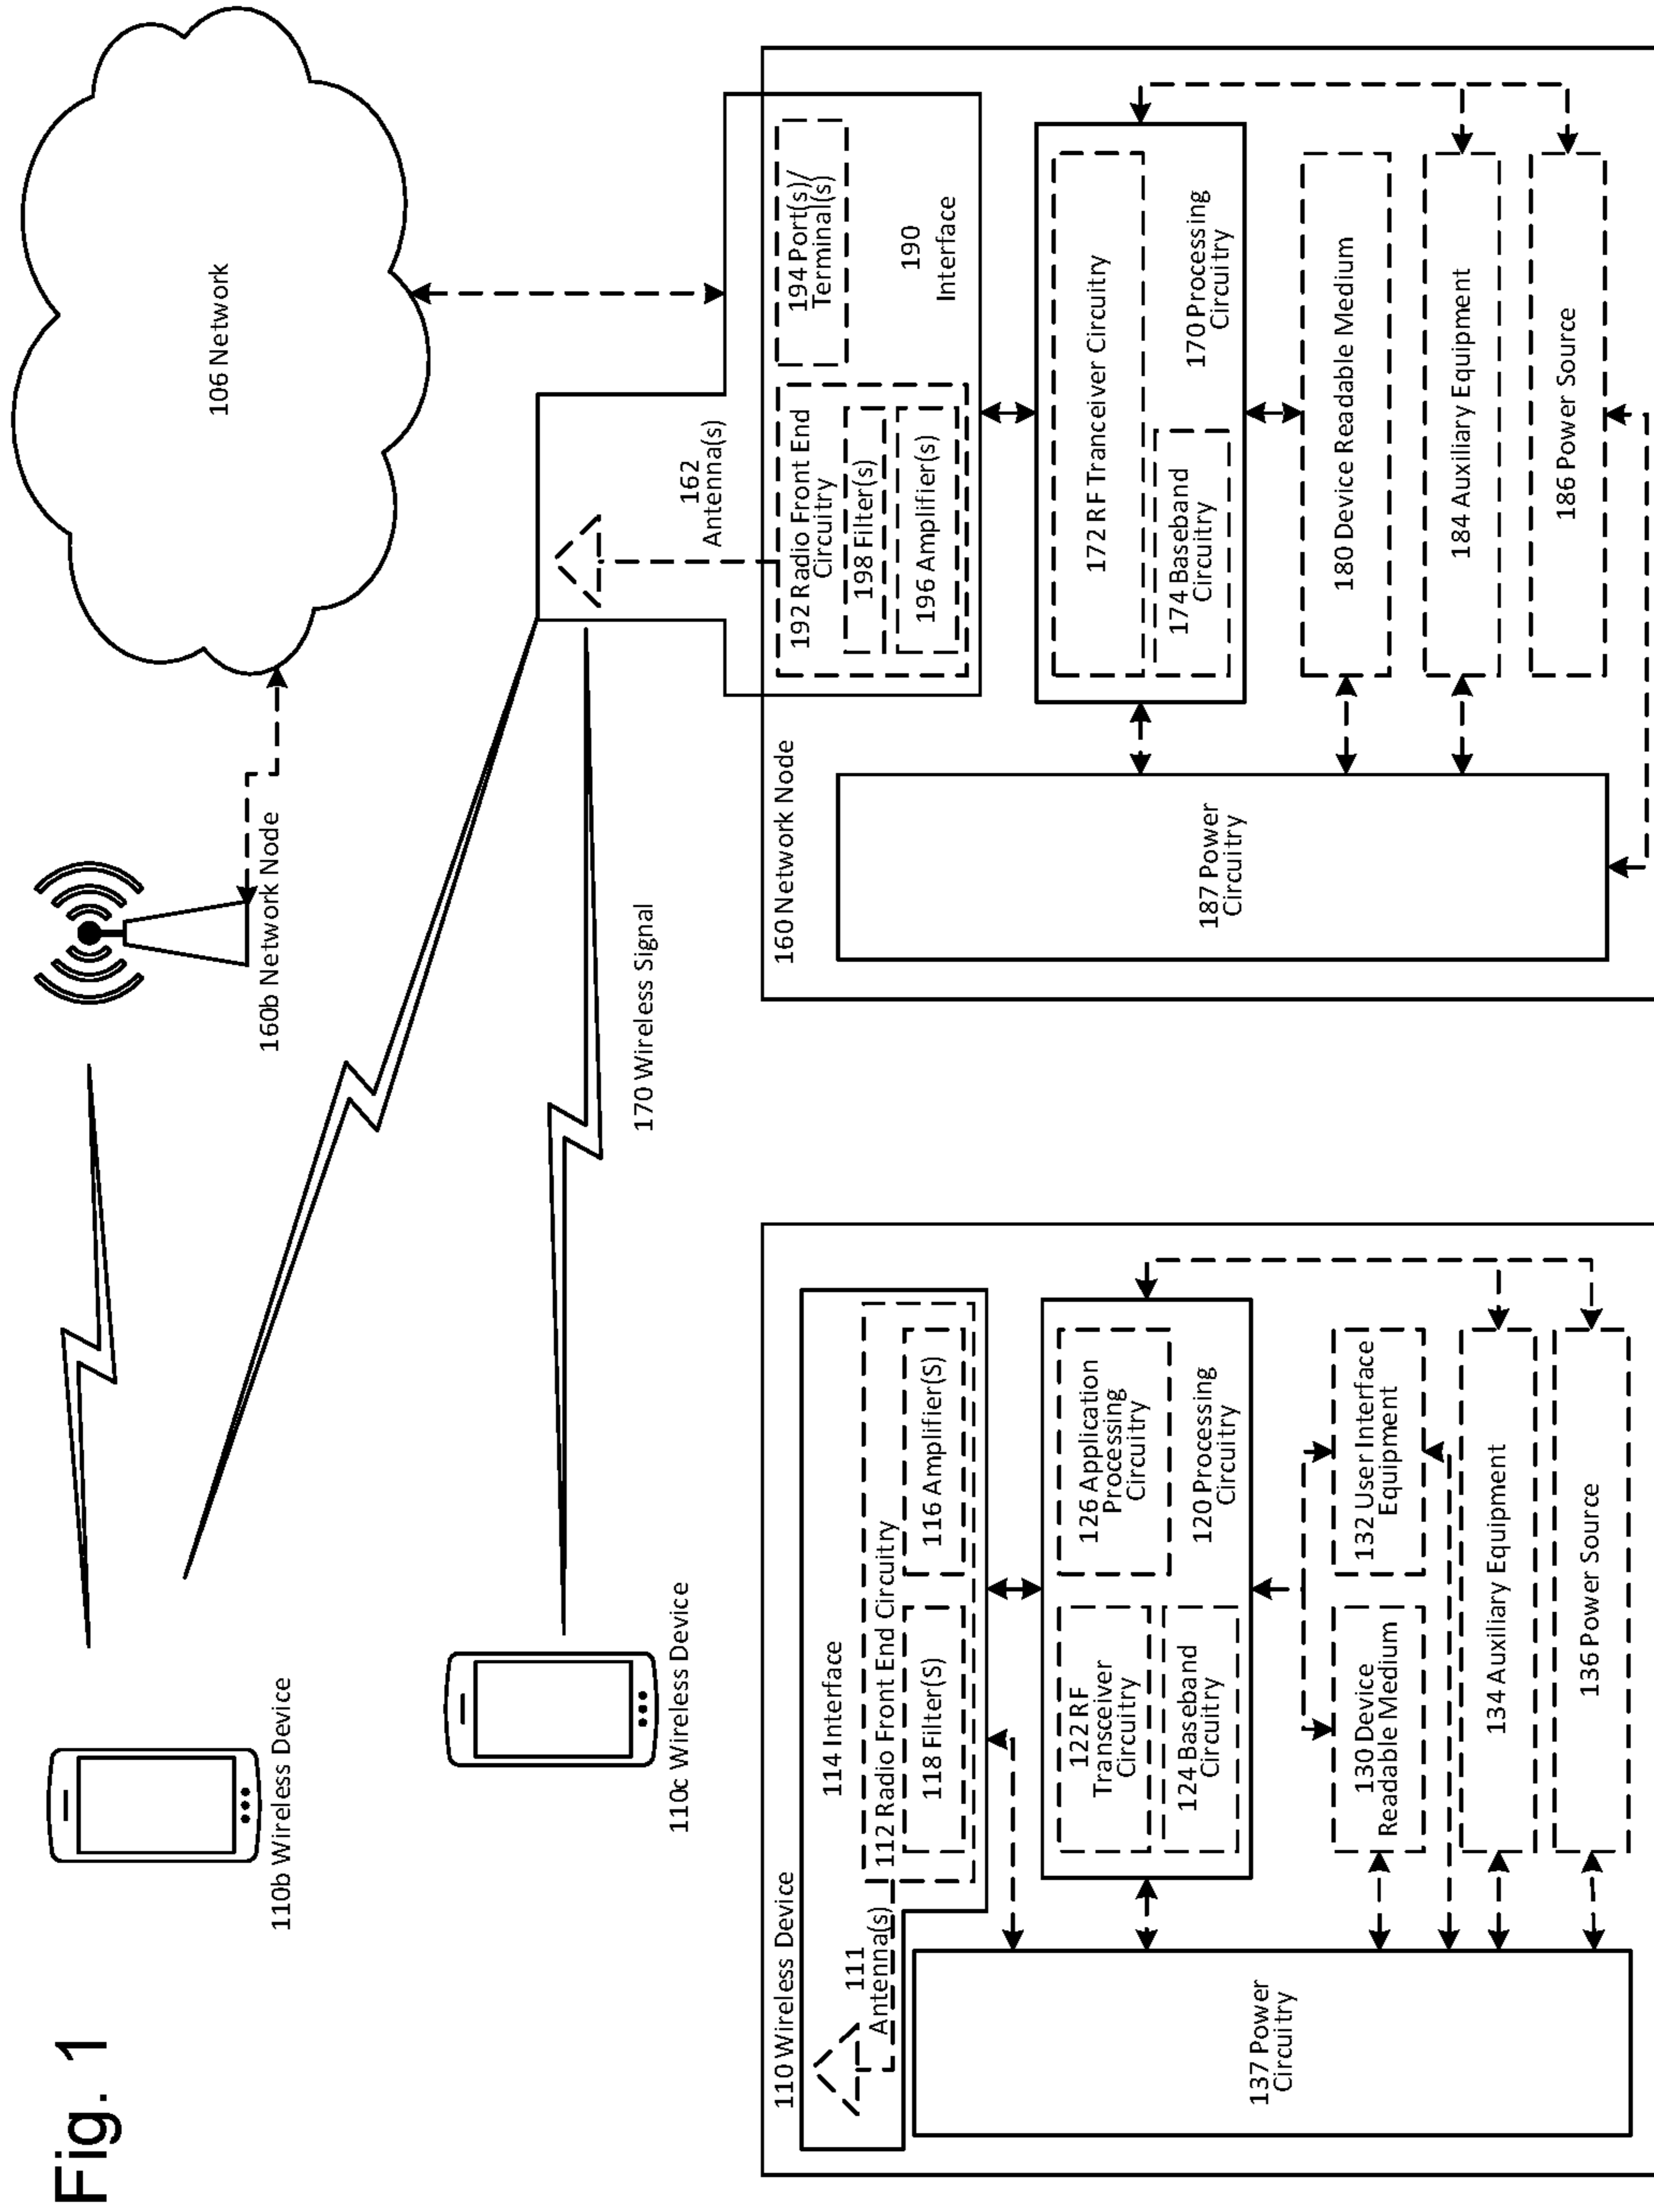 Fig. 1
110b Wireless Device
160b Network Node
106 Network
110c Wireless Device
170 Wireless Signal
162
Antenna(s)
110 Wireless Device
114 Interface
111
Antenna(s)
112 Radio Front End Circuitry
118 Filter(S)
116 Amplifier(S)
122 RF
Transceiver
Circuitry
126 Application
Processing
Circuitry
124 Baseband
Circuitry
120 Processing
Circuitry
137 Power
Circuitry
130 Device
Readable Medium
132 User Interface
Equipment
134 Auxiliary Equipment
136 Power Source
160 Network Node
192 Radio Front End
Circuitry
198 Filter(s)
196 Amplifier(s)
194 Port(s)/
Terminal(s)
190
Interface
172 RF Tranceiver Circuitry
174 Baseband
Circuitry
170 Processing
Circuitry
187 Power
Circuitry
180 Device Readable Medium
184 Auxiliary Equipment
186 Power Source